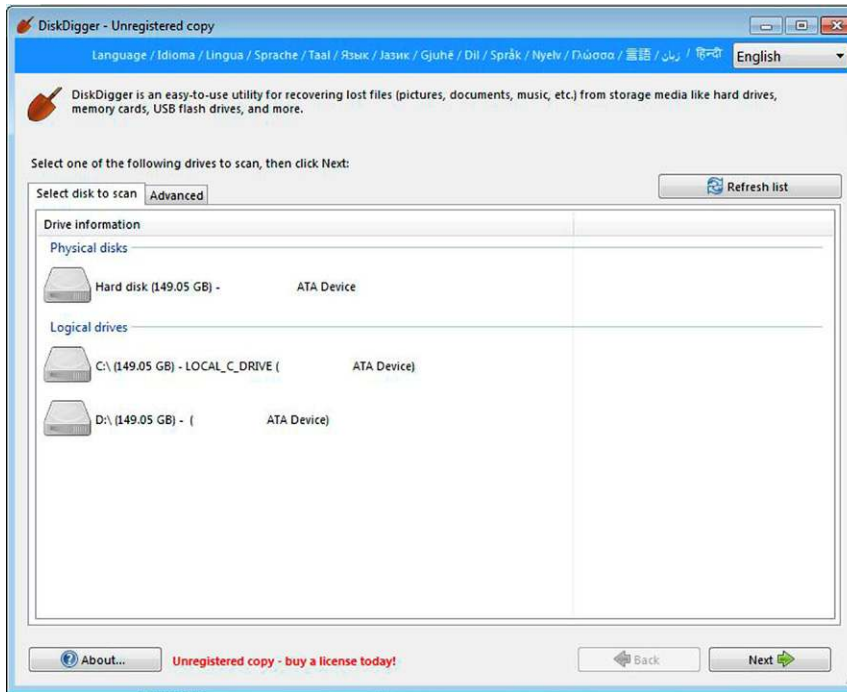 DiskDigger - Unregistered copy
Language / Idioma / Lingua / Sprache / Taal / Язык / Јазик / Gjuhë / Dil / Språk / Nyelv / Γλώσσα / 言語 / زبان / हिन्दी
English
DiskDigger is an easy-to-use utility for recovering lost files (pictures, documents, music, etc.) from storage media like hard drives,
memory cards, USB flash drives, and more.
Select one of the following drives to scan, then click Next:
Select disk to scan
Advanced
Refresh list
Drive information
Physical disks
Hard disk (149.05 GB) - ATA Device
Logical drives
C:\ (149.05 GB) - LOCAL_C_DRIVE ( ATA Device)
D:\ (149.05 GB) - ( ATA Device)
About...
Unregistered copy - buy a license today!
Back
Next